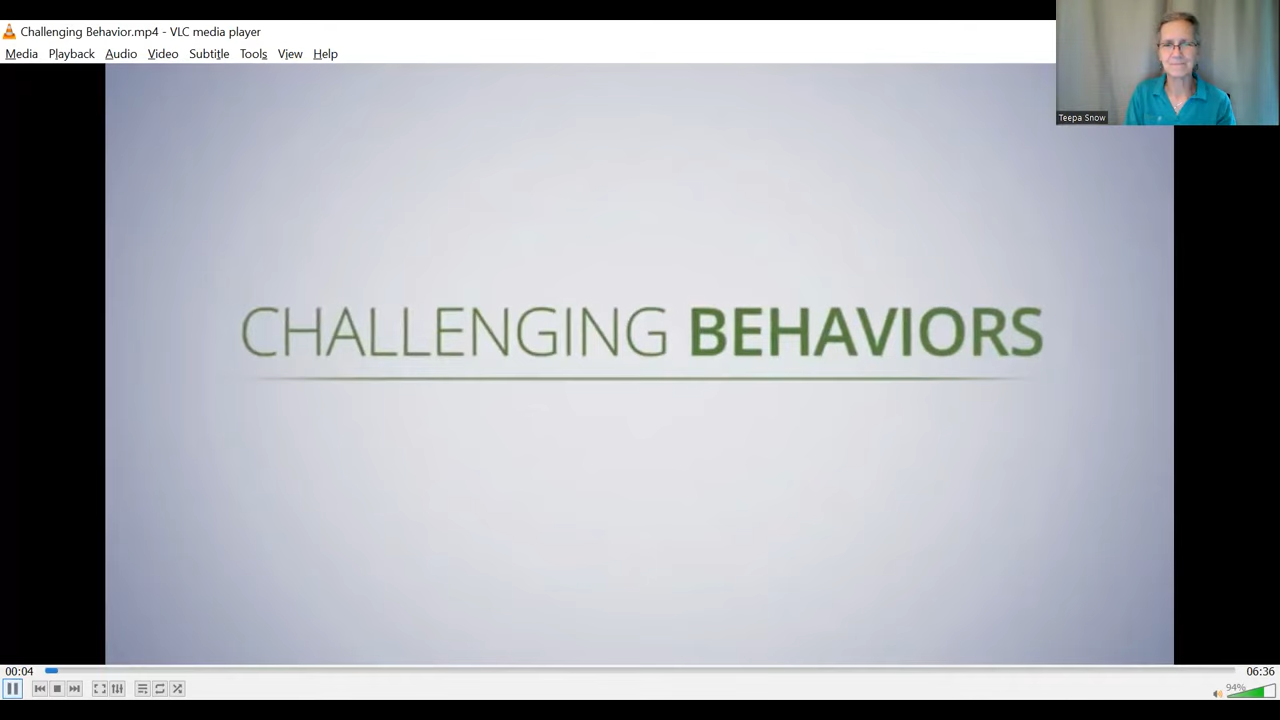 Challenging Behavior.mp4 - VLC media player
Media Playback Audio Video Subtitle Tools View Help
Teepa Snow
CHALLENGING BEHAVIORS
00:04
06:36
94%